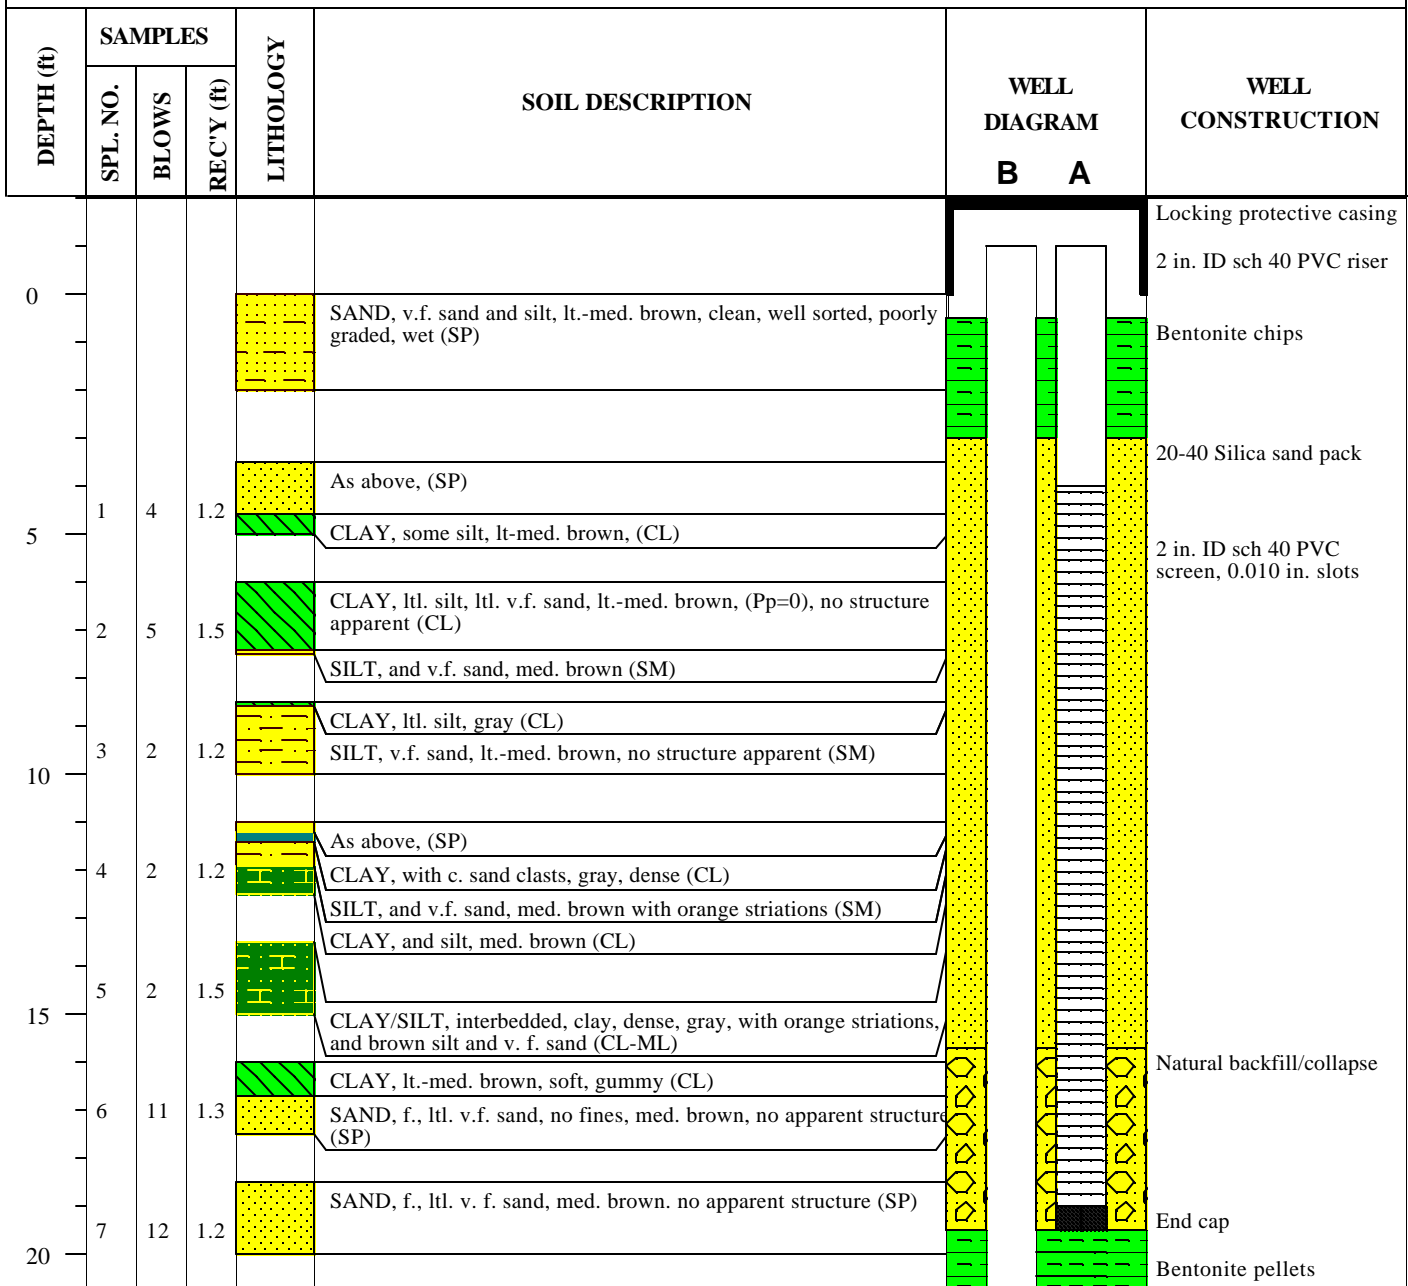 DEPTH (ft)
SAMPLES
SPL. NO.
BLOWS
REC'Y (ft)
LITHOLOGY
SOIL DESCRIPTION
WELL
DIAGRAM
B A
WELL
CONSTRUCTION
Locking protective casing
2 in. ID sch 40 PVC riser
0
SAND, v.f. sand and silt, lt.-med. brown, clean, well sorted, poorly
graded, wet (SP)
Bentonite chips
20-40 Silica sand pack
As above, (SP)
1 4 1.2
5
CLAY, some silt, lt-med. brown, (CL)
2 in. ID sch 40 PVC
screen, 0.010 in. slots
CLAY, ltl. silt, ltl. v.f. sand, lt.-med. brown, (Pp=0), no structure
apparent (CL)
2 5 1.5
SILT, and v.f. sand, med. brown (SM)
CLAY, ltl. silt, gray (CL)
3 2 1.2
SILT, v.f. sand, lt.-med. brown, no structure apparent (SM)
10
As above, (SP)
4 2 1.2
CLAY, with c. sand clasts, gray, dense (CL)
SILT, and v.f. sand, med. brown with orange striations (SM)
CLAY, and silt, med. brown (CL)
5 2 1.5
15
CLAY/SILT, interbedded, clay, dense, gray, with orange striations,
and brown silt and v. f. sand (CL-ML)
Natural backfill/collapse
CLAY, lt.-med. brown, soft, gummy (CL)
6 11 1.3
SAND, f., ltl. v.f. sand, no fines, med. brown, no apparent structure
(SP)
SAND, f., ltl. v. f. sand, med. brown. no apparent structure (SP)
7 12 1.2
End cap
20
Bentonite pellets